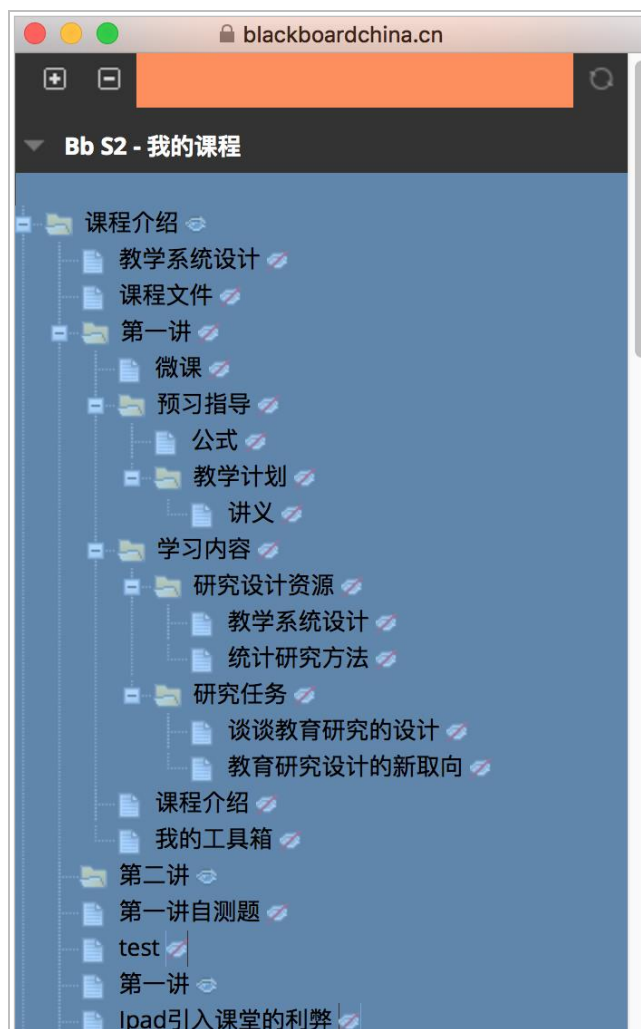 blackboardchina.cn
Bb S2 - 我的课程
课程介绍
教学系统设计
课程文件
第一讲
微课
预习指导
公式
教学计划
讲义
学习内容
研究设计资源
教学系统设计
统计研究方法
研究任务
谈谈教育研究的设计
教育研究设计的新取向
课程介绍
我的工具箱
第二讲
第一讲自测题
test
第一讲
Ipad引入课堂的利弊